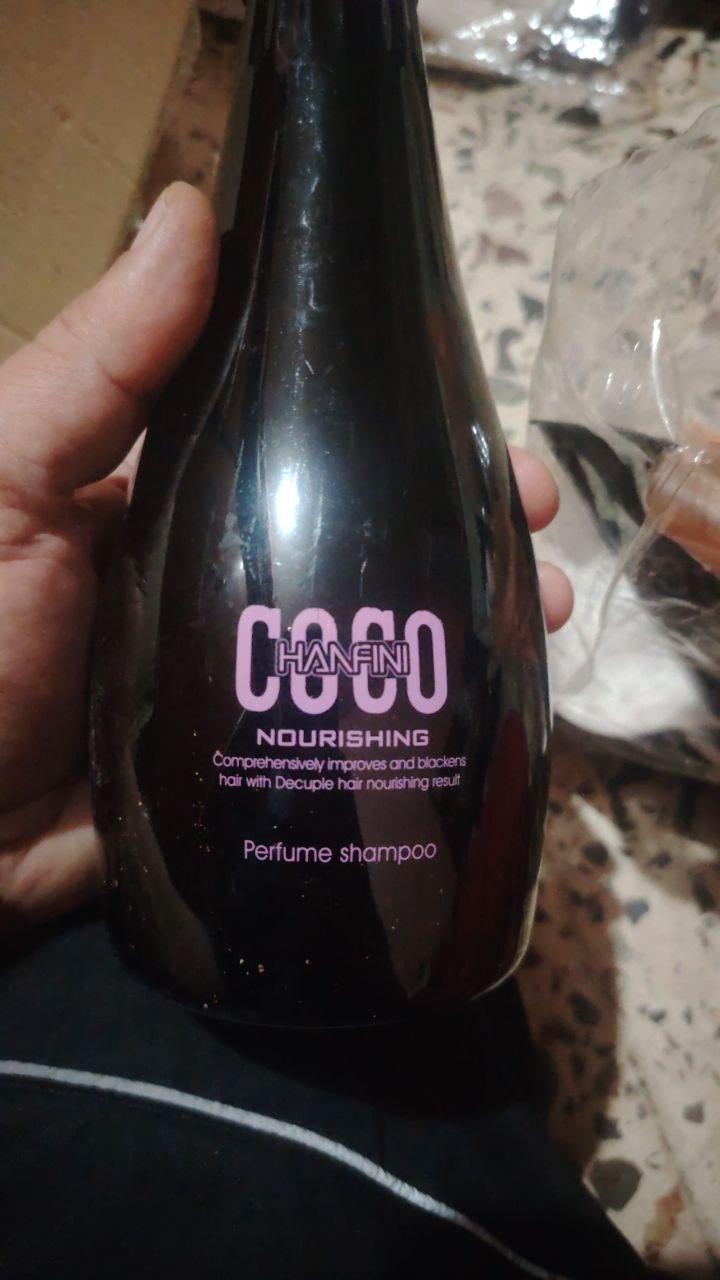 COCO
HANFINI
NOURISHING
Comprehensively improves and blackens
hair with Decuple hair nourishing result
Perfume shampoo